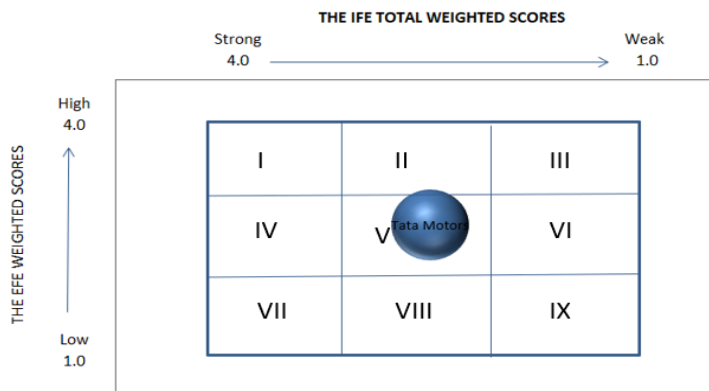 THE IFE TOTAL WEIGHTED SCORES
Strong
4.0
Weak
1.0
High
4.0
THE EFE WEIGHTED SCORES
Low
1.0
I
II
III
IV
V
Tata Motors
VI
VII
VIII
IX